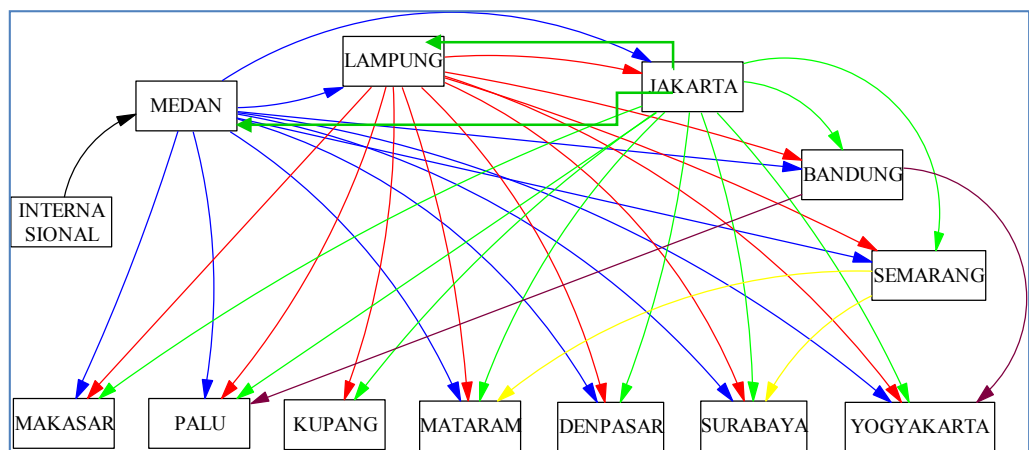 LAMPUNG
JAKARTA
MEDAN
BANDUNG
INTERNA
SIONAL
SEMARANG
MAKASAR
PALU
KUPANG
MATARAM
DENPASAR
SURABAYA
YOGYAKARTA